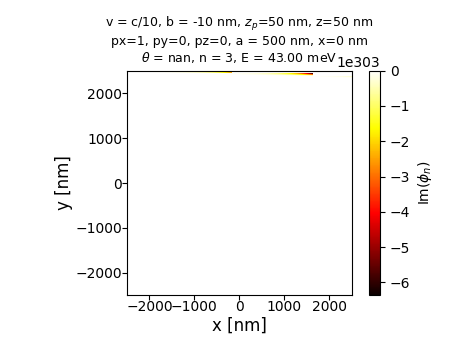 v = c/10, b = -10 nm, zₚ=50 nm, z=50 nm
px=1, py=0, pz=0, a = 500 nm, x=0 nm
θ = nan, n = 3, E = 43.00 meV
1e303
2000
1000
0
−1000
−2000
y [nm]
−2000
−1000
0
1000
2000
x [nm]
0
−1
−2
−3
−4
−5
−6
Im(ϕₙ)